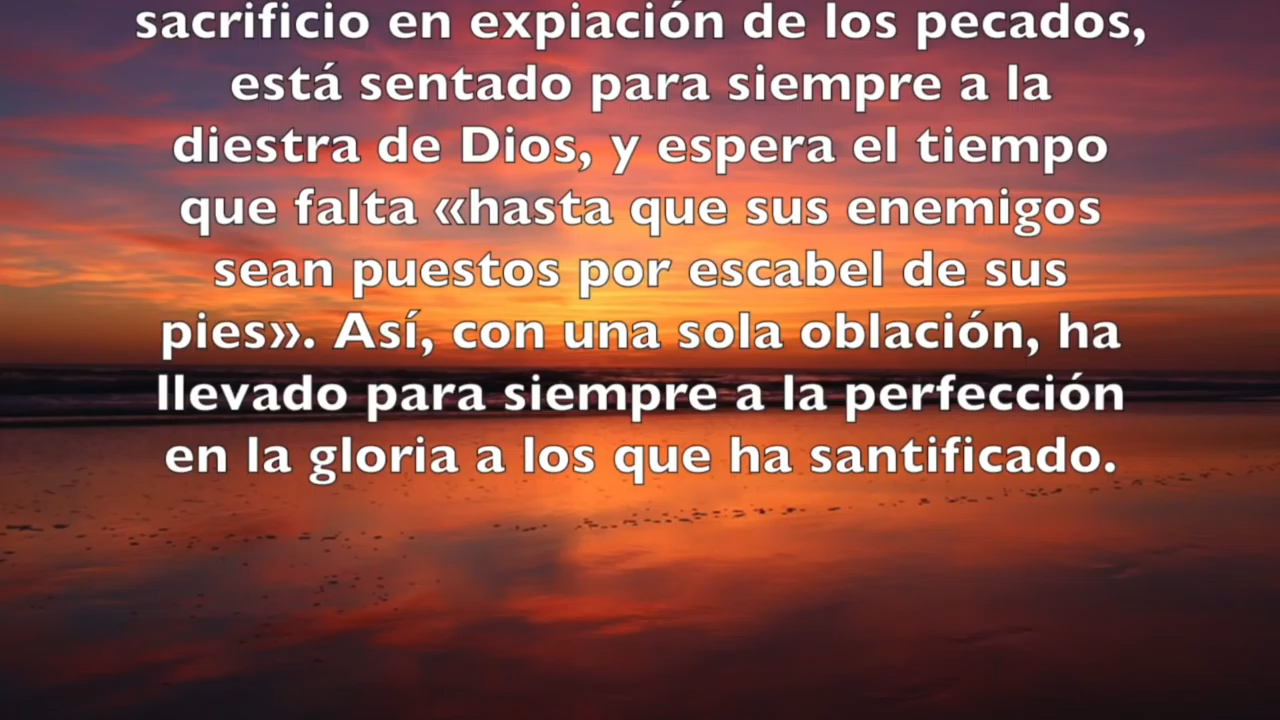 sacrificio en expiación de los pecados,
está sentado para siempre a la
diestra de Dios, y espera el tiempo
que falta «hasta que sus enemigos
sean puestos por escabel de sus
pies». Así, con una sola oblación, ha
llevado para siempre a la perfección
en la gloria a los que ha santificado.